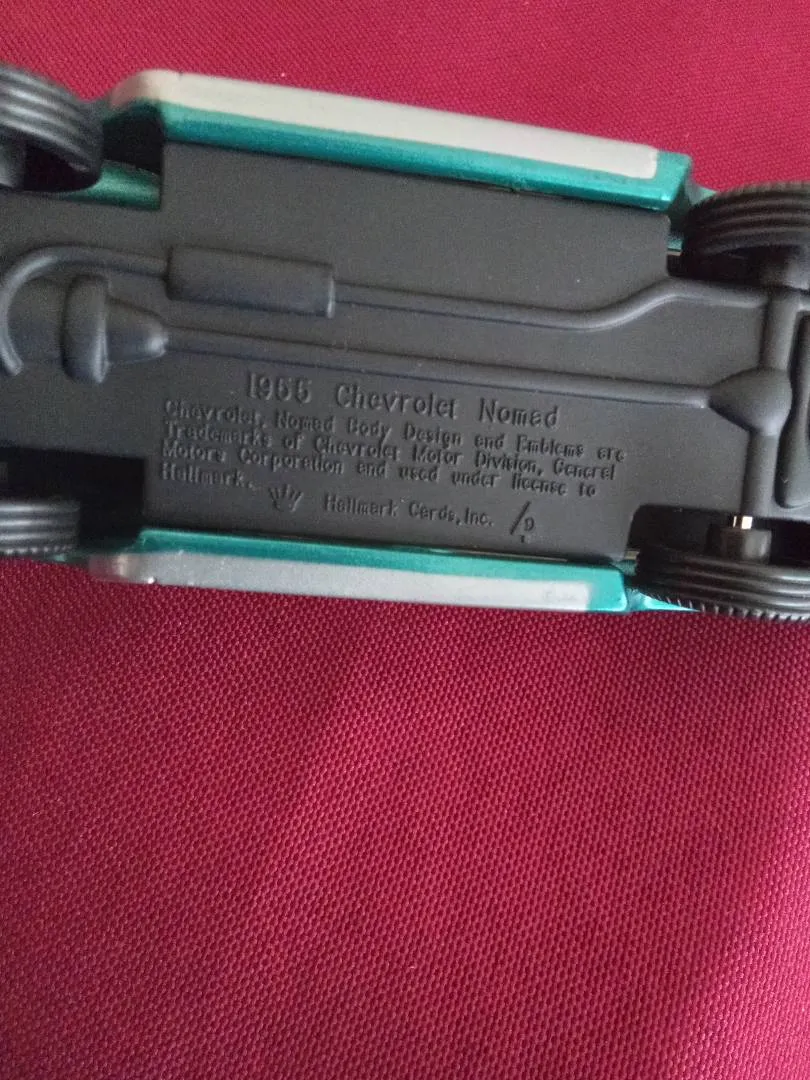 1955 Chevrolet Nomad
Chevrolet, Nomad Body Design and Emblems are
Trademarks of Chevrolet Motor Division, General
Motors Corporation and used under license to
Hallmark.
Hallmark Cards, Inc.